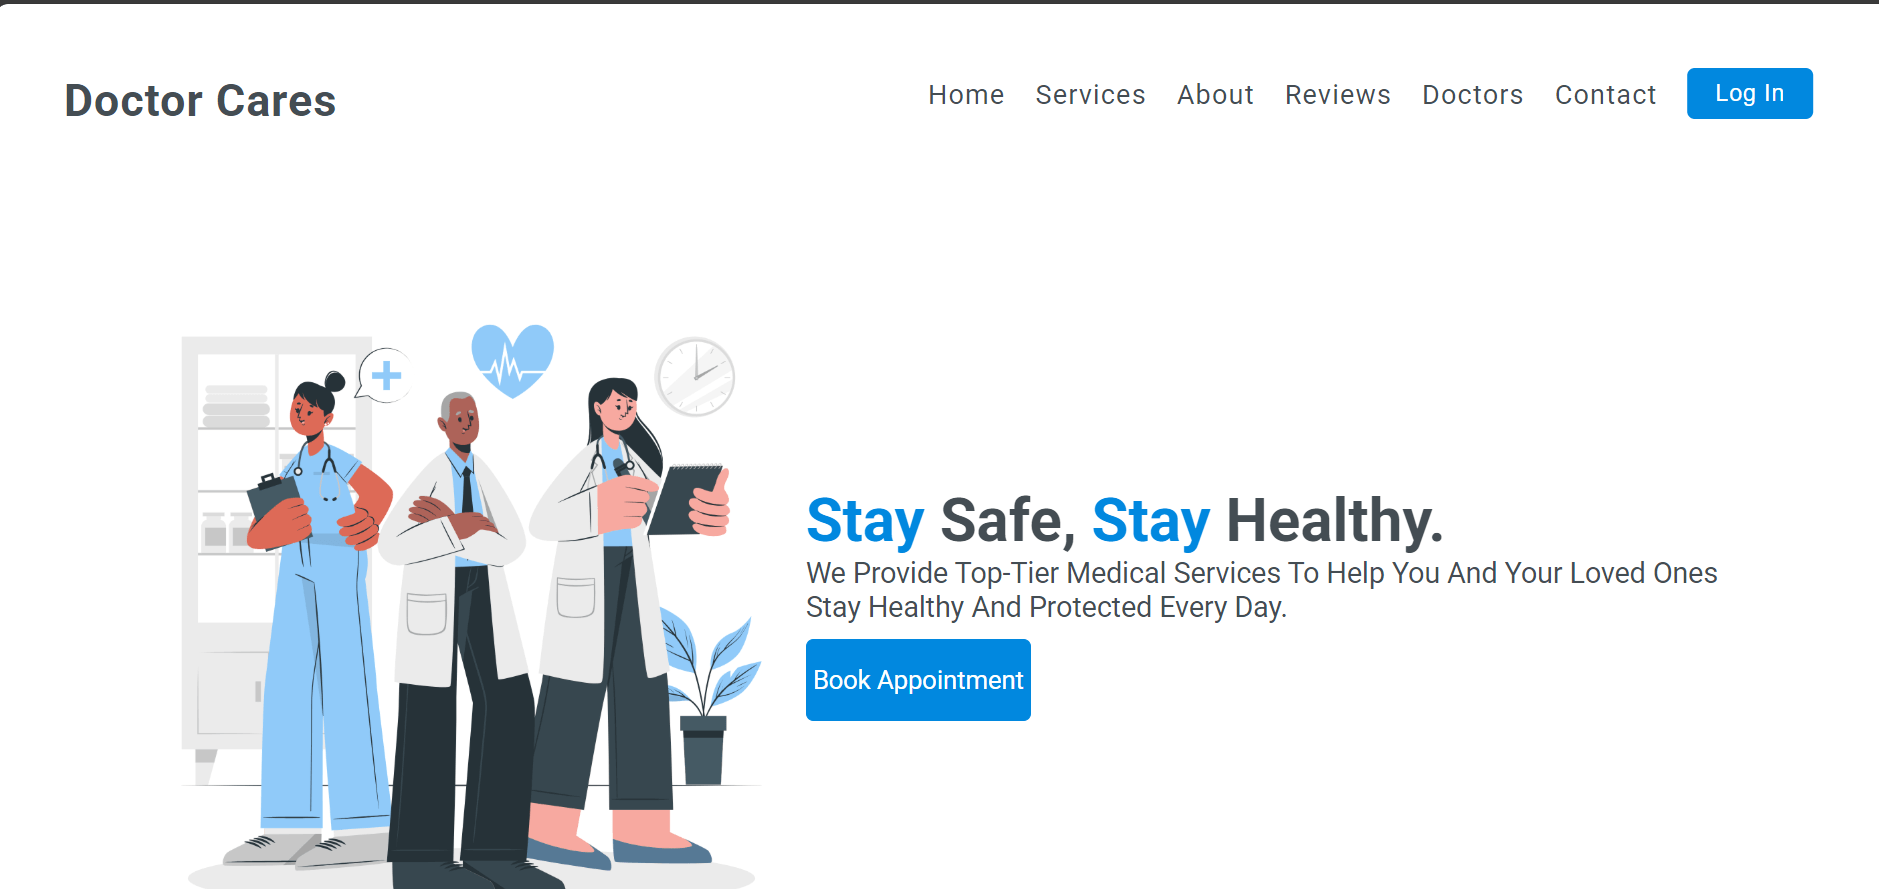 Doctor Cares
Home Services About Reviews Doctors Contact Log In
Stay Safe, Stay Healthy.
We Provide Top-Tier Medical Services To Help You And Your Loved Ones
Stay Healthy And Protected Every Day.
Book Appointment